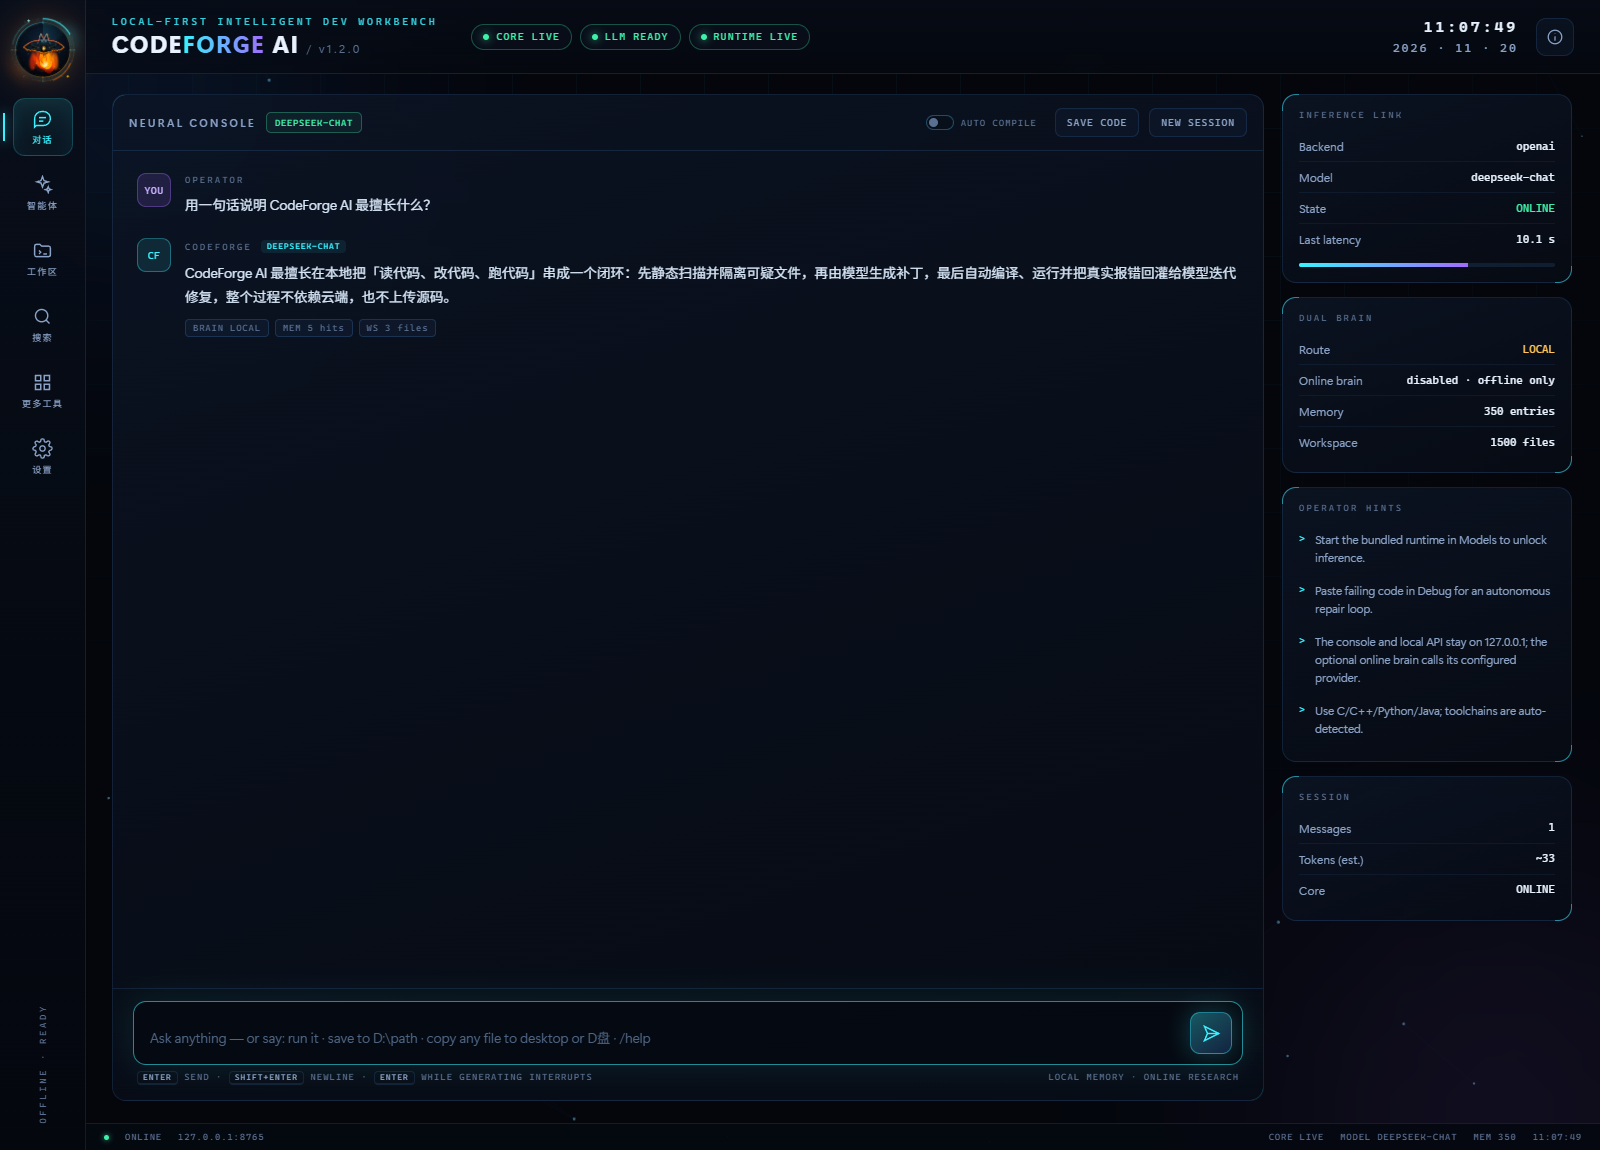 LOCAL-FIRST INTELLIGENT DEV WORKBENCH
CODEFORGE AI / v1.2.0
CORE LIVE
LLM READY
RUNTIME LIVE
11:07:49
2026 · 11 · 20
对话
智能体
工作区
搜索
更多工具
设置
OFFLINE · READY
NEURAL CONSOLE
DEEPSEEK-CHAT
AUTO COMPILE
SAVE CODE
NEW SESSION
YOU
OPERATOR
用一句话说明 CodeForge AI 最擅长什么？
CF
CODEFORGE
DEEPSEEK-CHAT
CodeForge AI 最擅长在本地把「读代码、改代码、跑代码」串成一个闭环：先静态扫描并隔离可疑文件，再由模型生成补丁，最后自动编译、运行并把真实报错回灌给模型迭代
修复，整个过程不依赖云端，也不上传源码。
BRAIN LOCAL
MEM 5 hits
WS 3 files
Ask anything — or say: run it · save to D:\path · copy any file to desktop or D盘 · /help
ENTER SEND · SHIFT+ENTER NEWLINE · ENTER WHILE GENERATING INTERRUPTS
LOCAL MEMORY · ONLINE RESEARCH
INFERENCE LINK
Backend openai
Model deepseek-chat
State ONLINE
Last latency 10.1 s
DUAL BRAIN
Route LOCAL
Online brain disabled · offline only
Memory 350 entries
Workspace 1500 files
OPERATOR HINTS
> Start the bundled runtime in Models to unlock
inference.
> Paste failing code in Debug for an autonomous
repair loop.
> The console and local API stay on 127.0.0.1; the
optional online brain calls its configured
provider.
> Use C/C++/Python/Java; toolchains are auto-
detected.
SESSION
Messages 1
Tokens (est.) ~33
Core ONLINE
ONLINE 127.0.0.1:8765
CORE LIVE MODEL DEEPSEEK-CHAT MEM 350 11:07:49